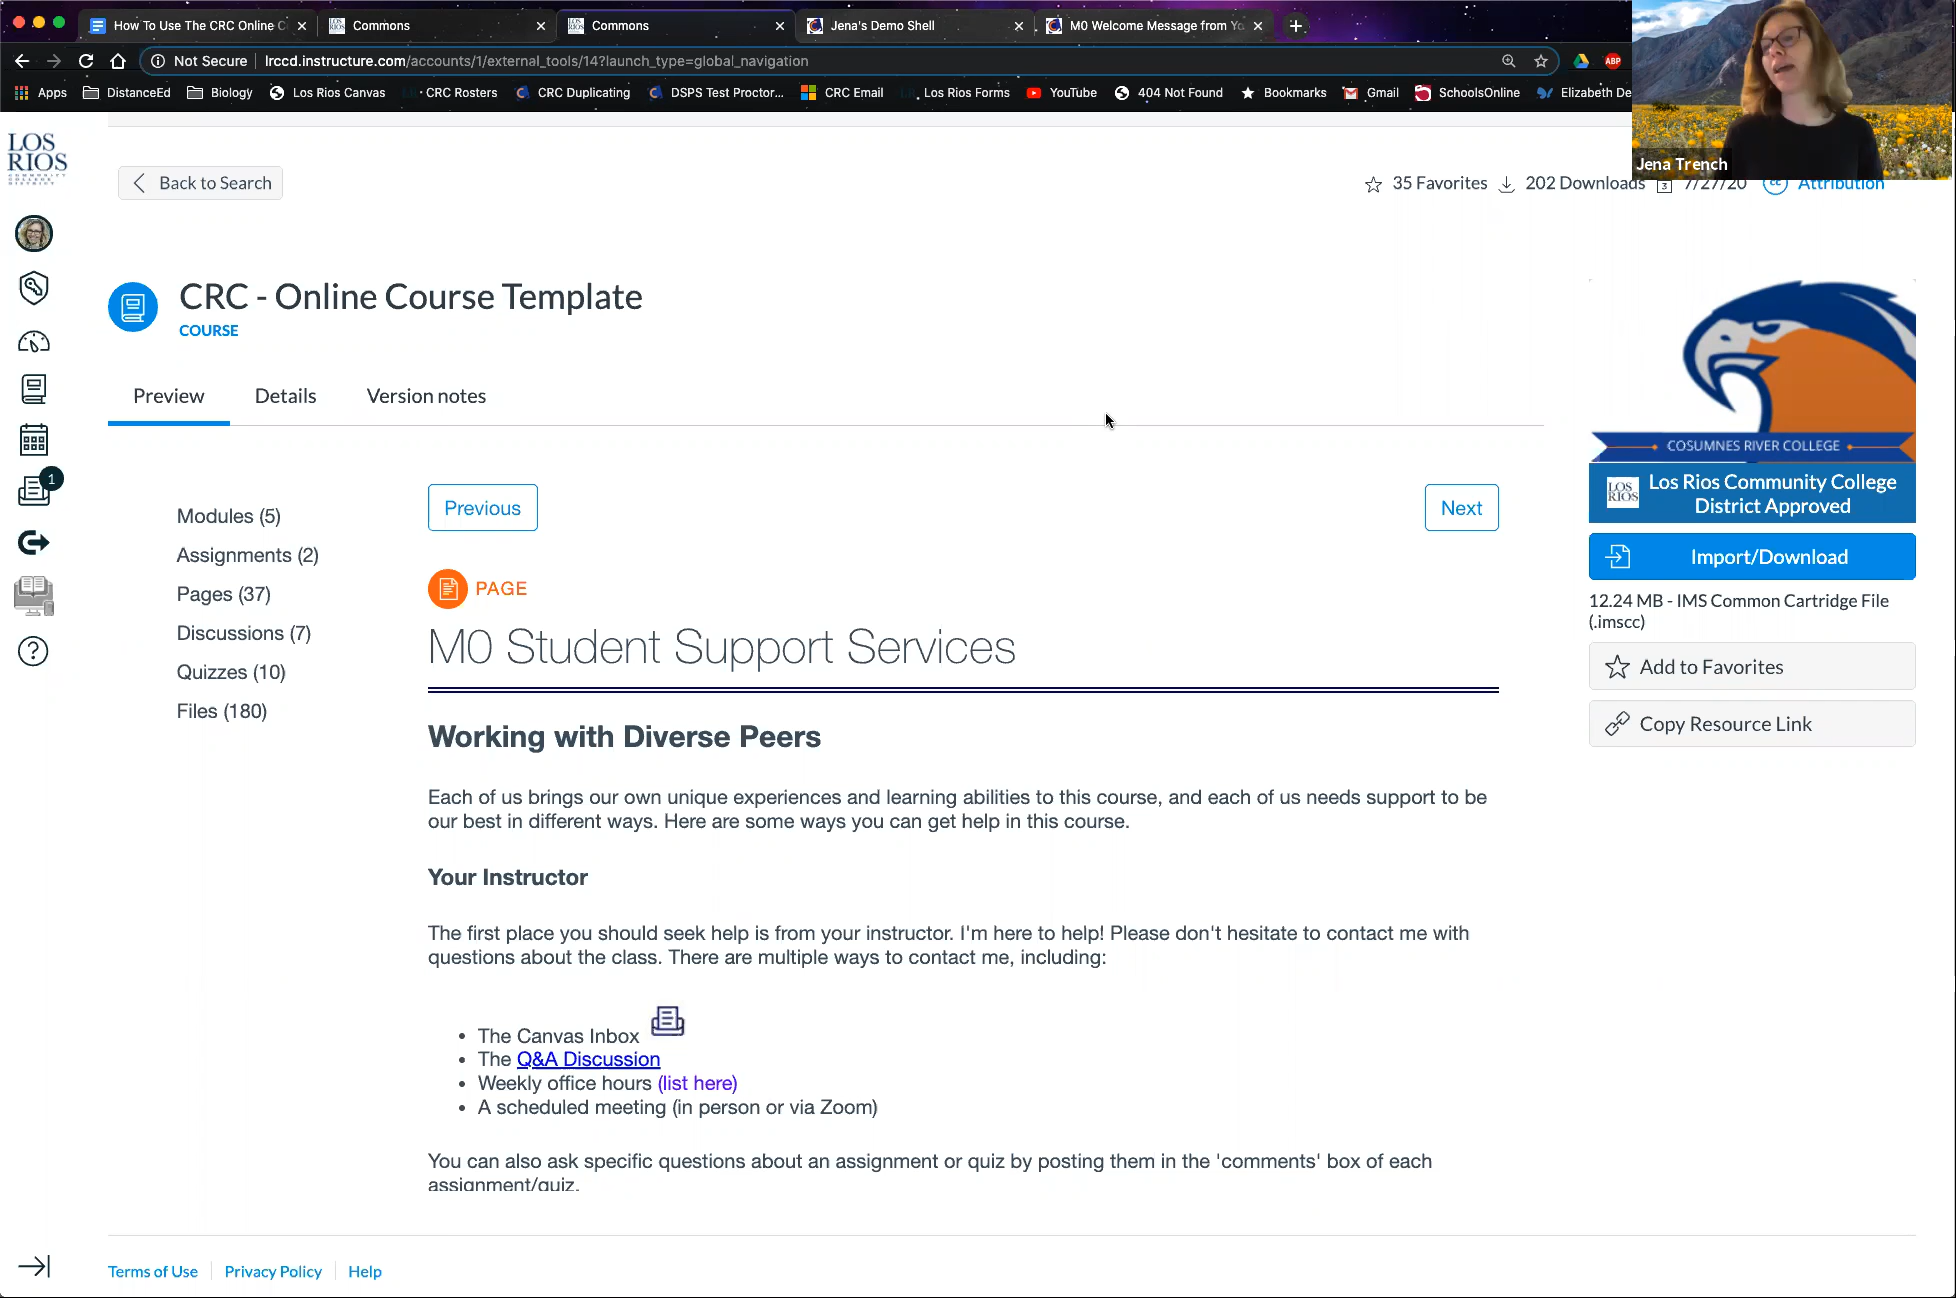 How To Use The CRC Online C
Commons
Commons
Jena's Demo Shell
M0 Welcome Message from Yo
Not Secure
lrccd.instructure.com/accounts/1/external_tools/14?launch_type=global_navigation
ABP
Apps
DistanceEd
Biology
Los Rios Canvas
CRC Rosters
CRC Duplicating
DSPS Test Proctor...
CRC Email
Los Rios Forms
YouTube
404 Not Found
Bookmarks
Gmail
SchoolsOnline
Elizabeth De
Jena Trench
LOS
RIOS
COMMUNITY
COLLEGE
DISTRICT
Back to Search
35 Favorites
202 Downloads
7/27/20
Attribution
CRC - Online Course Template
COURSE
Preview
Details
Version notes
1
Modules (5)
Assignments (2)
Pages (37)
Discussions (7)
Quizzes (10)
Files (180)
Previous
Next
PAGE
M0 Student Support Services
Working with Diverse Peers
Each of us brings our own unique experiences and learning abilities to this course, and each of us needs support to be
our best in different ways. Here are some ways you can get help in this course.
Your Instructor
The first place you should seek help is from your instructor. I'm here to help! Please don't hesitate to contact me with
questions about the class. There are multiple ways to contact me, including:
• The Canvas Inbox
• The Q&A Discussion
• Weekly office hours (list here)
• A scheduled meeting (in person or via Zoom)
You can also ask specific questions about an assignment or quiz by posting them in the 'comments' box of each
assignment/quiz.
COSUMNES RIVER COLLEGE
LOS
RIOS
Los Rios Community College
District Approved
Import/Download
12.24 MB - IMS Common Cartridge File
(.imscc)
Add to Favorites
Copy Resource Link
Terms of Use
Privacy Policy
Help